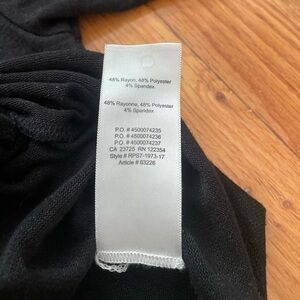 48% Rayon, 48% Polyester
4% Spandex
48% Rayonne, 48% Polyester
4% Spandex
P.O. # 4500074235
P.O. # 4500074236
P.O. # 4500074237
CA 23725 RN 122354
Style # RPS7-1973-17
Article # 63226